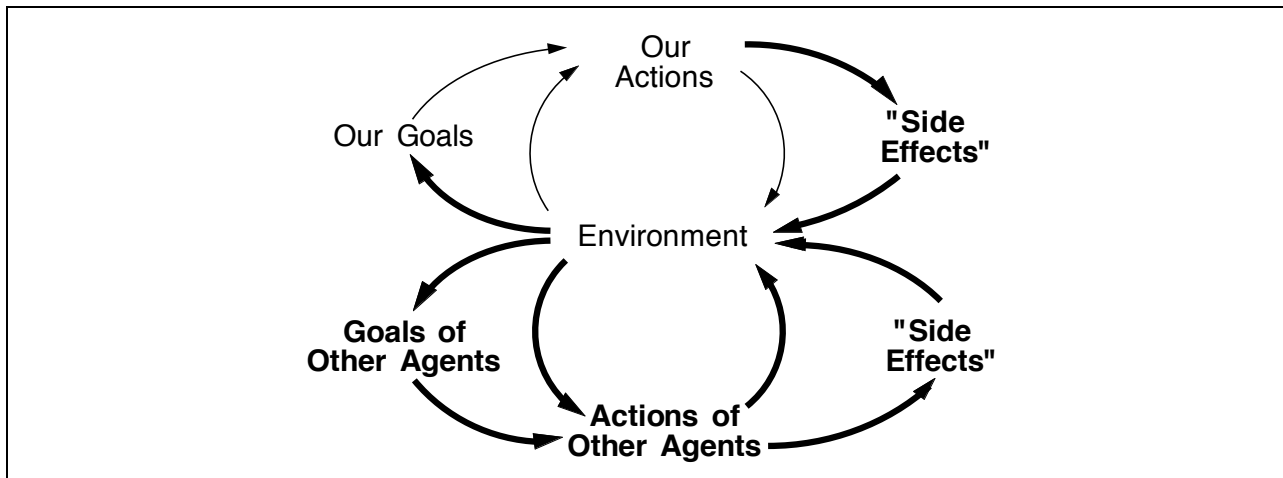 Our
Actions
"Side
Effects"
Our Goals
Environment
Goals of
Other Agents
"Side
Effects"
Actions of
Other Agents